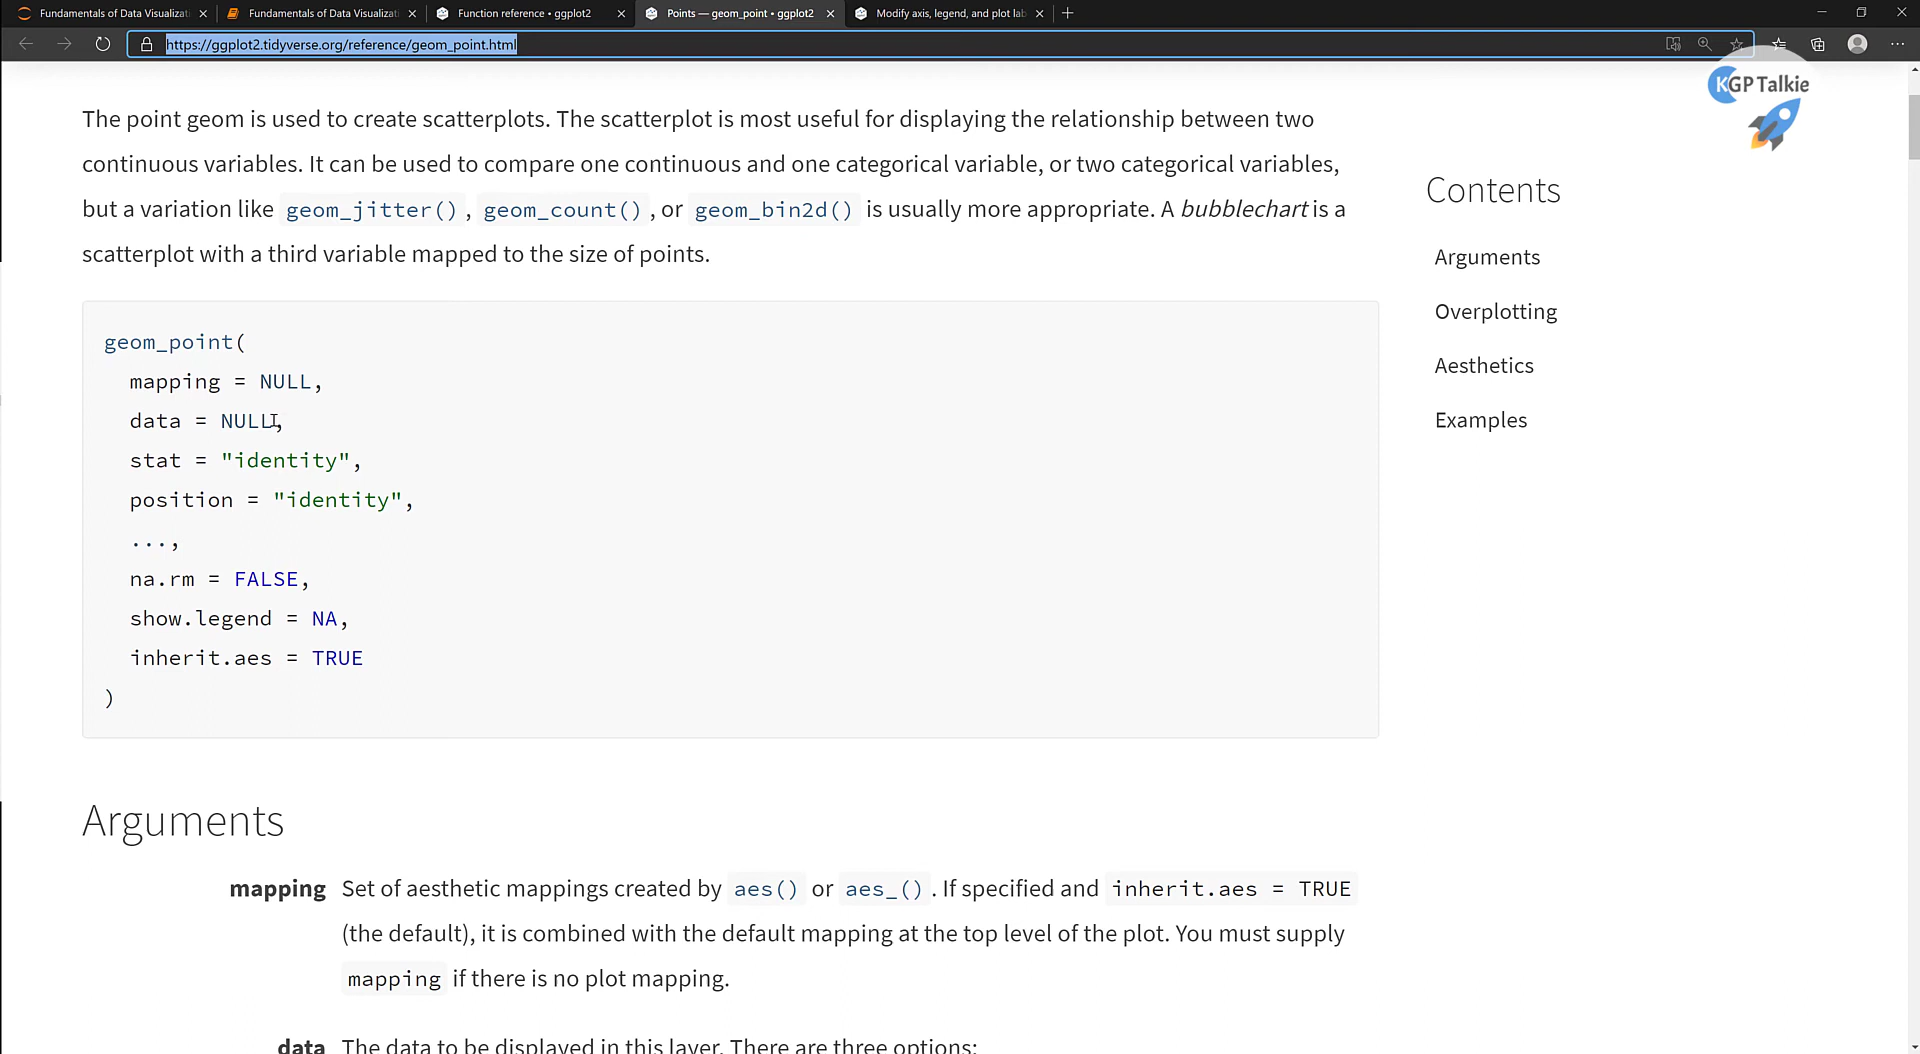 Fundamentals of Data Visualizati
Fundamentals of Data Visualizati
Function reference • ggplot2
Points — geom_point • ggplot2
Modify axis, legend, and plot lab
https://ggplot2.tidyverse.org/reference/geom_point.html
KGP Talkie
The point geom is used to create scatterplots. The scatterplot is most useful for displaying the relationship between two
continuous variables. It can be used to compare one continuous and one categorical variable, or two categorical variables,
but a variation like geom_jitter(), geom_count(), or geom_bin2d() is usually more appropriate. A bubblechart is a
scatterplot with a third variable mapped to the size of points.
geom_point(
mapping = NULL,
data = NULL,
stat = "identity",
position = "identity",
...,
na.rm = FALSE,
show.legend = NA,
inherit.aes = TRUE
)
Contents
Arguments
Overplotting
Aesthetics
Examples
Arguments
mapping Set of aesthetic mappings created by aes() or aes_(). If specified and inherit.aes = TRUE
(the default), it is combined with the default mapping at the top level of the plot. You must supply
mapping if there is no plot mapping.
data The data to be displayed in this layer. There are three options: